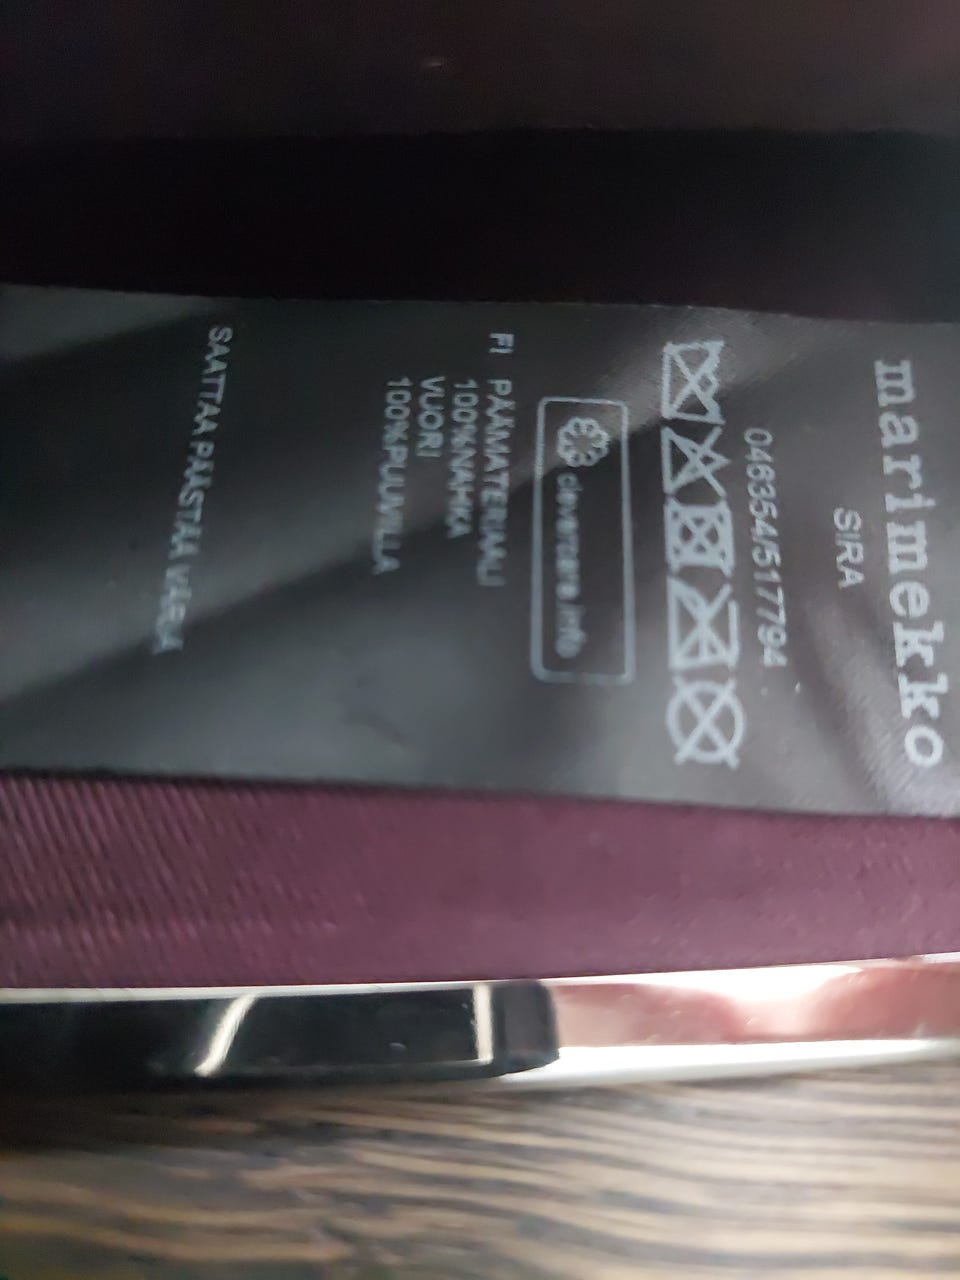 marimekko
SIRA
046354/517794
clevercare.info
FI PÄÄMATERIAALI
100%NAHKA
VUORI
100%PUUVILLA
SAATTAA PÄÄSTÄÄ VÄRIÄ